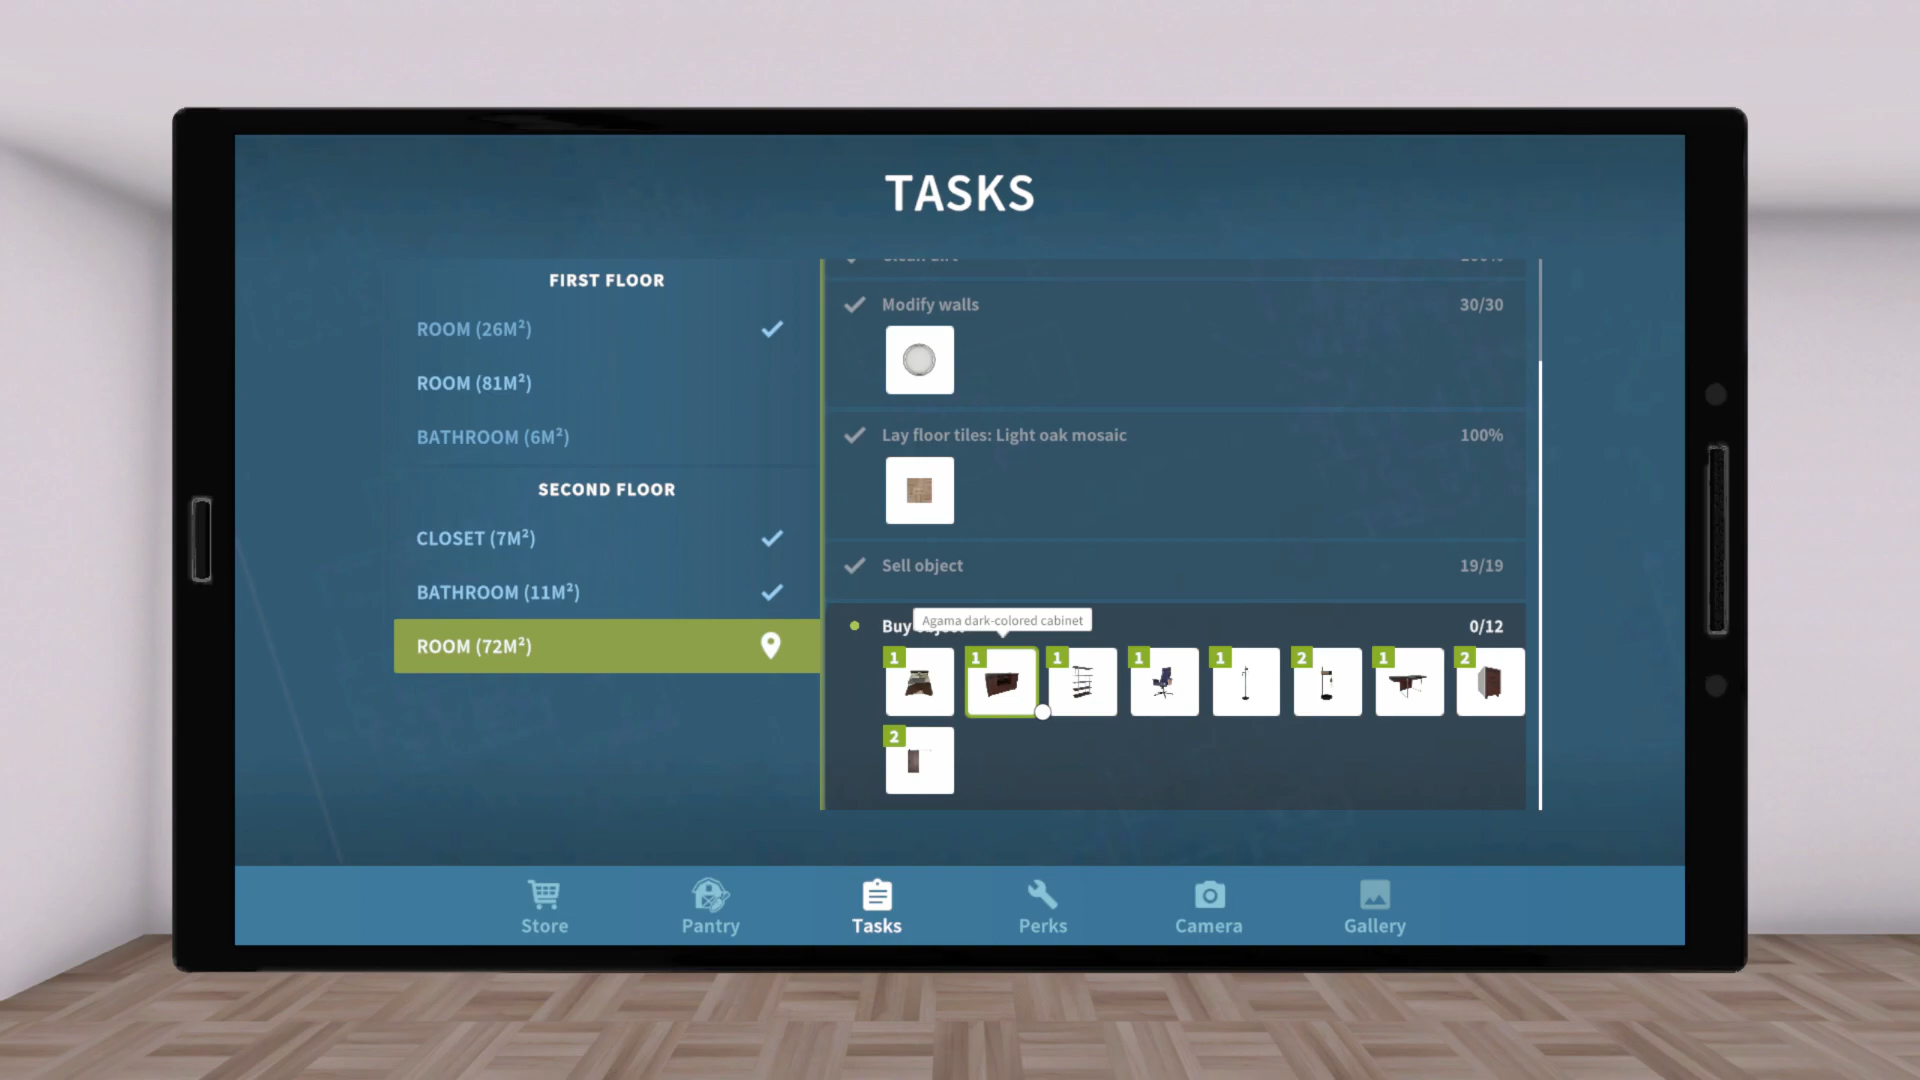 TASKS
FIRST FLOOR
ROOM (26M²)
ROOM (81M²)
BATHROOM (6M²)
SECOND FLOOR
CLOSET (7M²)
BATHROOM (11M²)
ROOM (72M²)
Modify walls 30/30
Lay floor tiles: Light oak mosaic 100%
Sell object 19/19
Agama dark-colored cabinet
Buy 0/12
1 1 1 1 1 2 1 2
2
Store Pantry Tasks Perks Camera Gallery